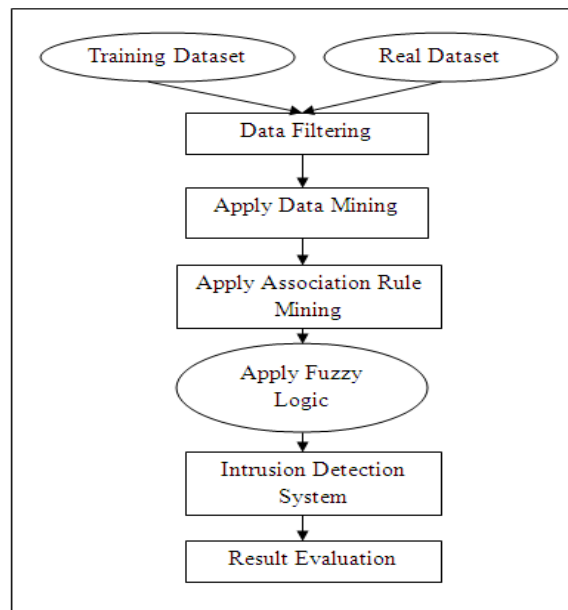 Training Dataset
Real Dataset
Data Filtering
Apply Data Mining
Apply Association Rule
Mining
Apply Fuzzy
Logic
Intrusion Detection
System
Result Evaluation